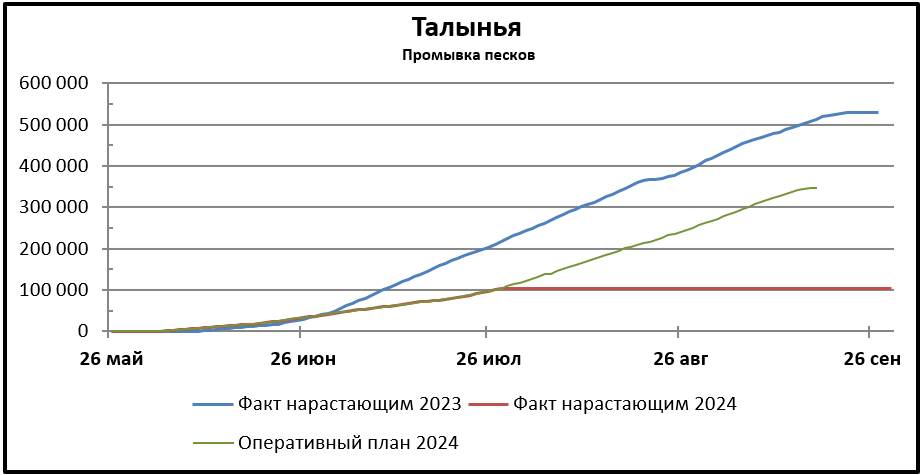 Талынья
Промывка песков
600 000
500 000
400 000
300 000
200 000
100 000
0
26 май 26 июн 26 июл 26 авг 26 сен
Факт нарастающим 2023 Факт нарастающим 2024
Оперативный план 2024